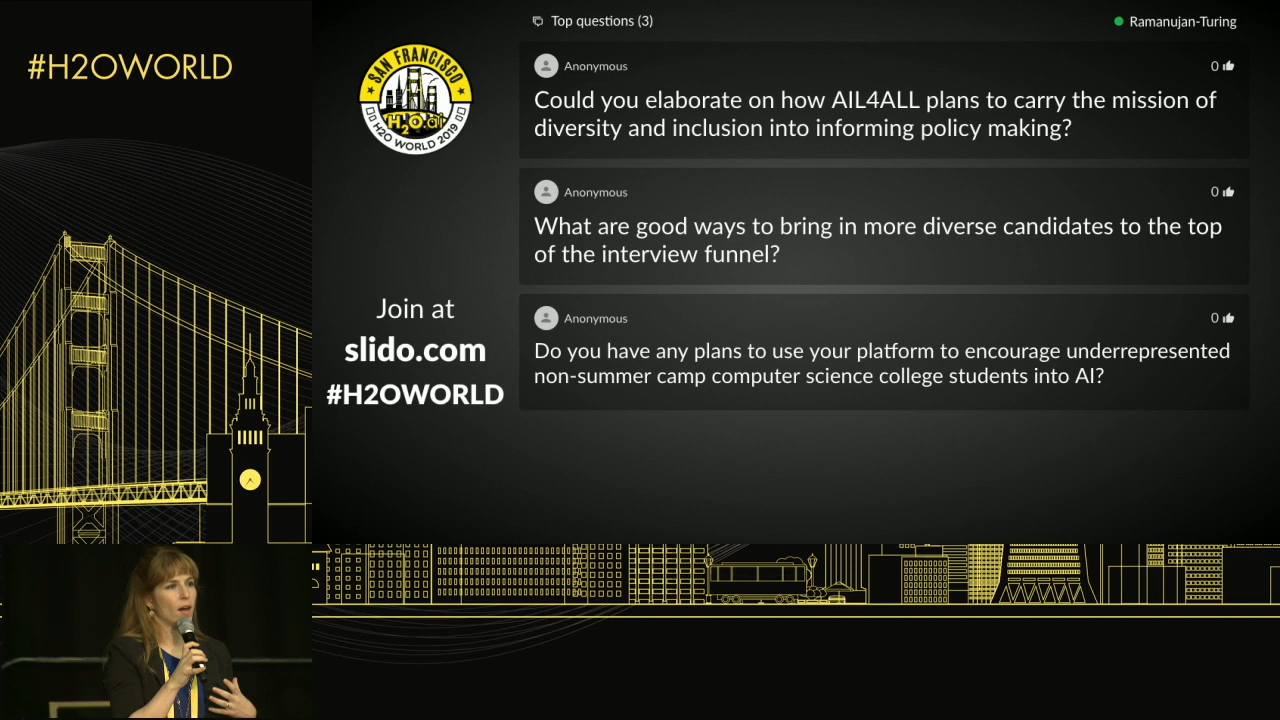 #H2OWORLD
SAN FRANCISCO
H2O.ai
H2O WORLD 2019
Join at
slido.com
#H2OWORLD
Top questions (3)
Ramanujan-Turing
Anonymous
0
Could you elaborate on how AIL4ALL plans to carry the mission of
diversity and inclusion into informing policy making?
Anonymous
0
What are good ways to bring in more diverse candidates to the top
of the interview funnel?
Anonymous
0
Do you have any plans to use your platform to encourage underrepresented
non-summer camp computer science college students into AI?